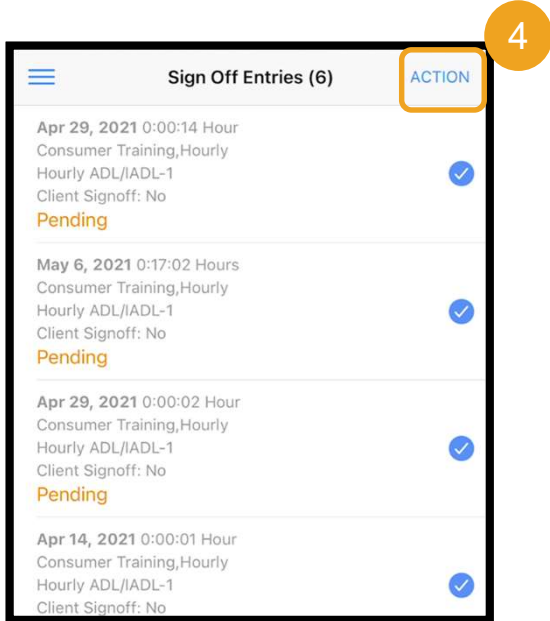 4
Sign Off Entries (6)
ACTION
Apr 29, 2021 0:00:14 Hour
Consumer Training,Hourly
Hourly ADL/IADL-1
Client Signoff: No
Pending
May 6, 2021 0:17:02 Hours
Consumer Training,Hourly
Hourly ADL/IADL-1
Client Signoff: No
Pending
Apr 29, 2021 0:00:02 Hour
Consumer Training,Hourly
Hourly ADL/IADL-1
Client Signoff: No
Pending
Apr 14, 2021 0:00:01 Hour
Consumer Training,Hourly
Hourly ADL/IADL-1
Client Signoff: No